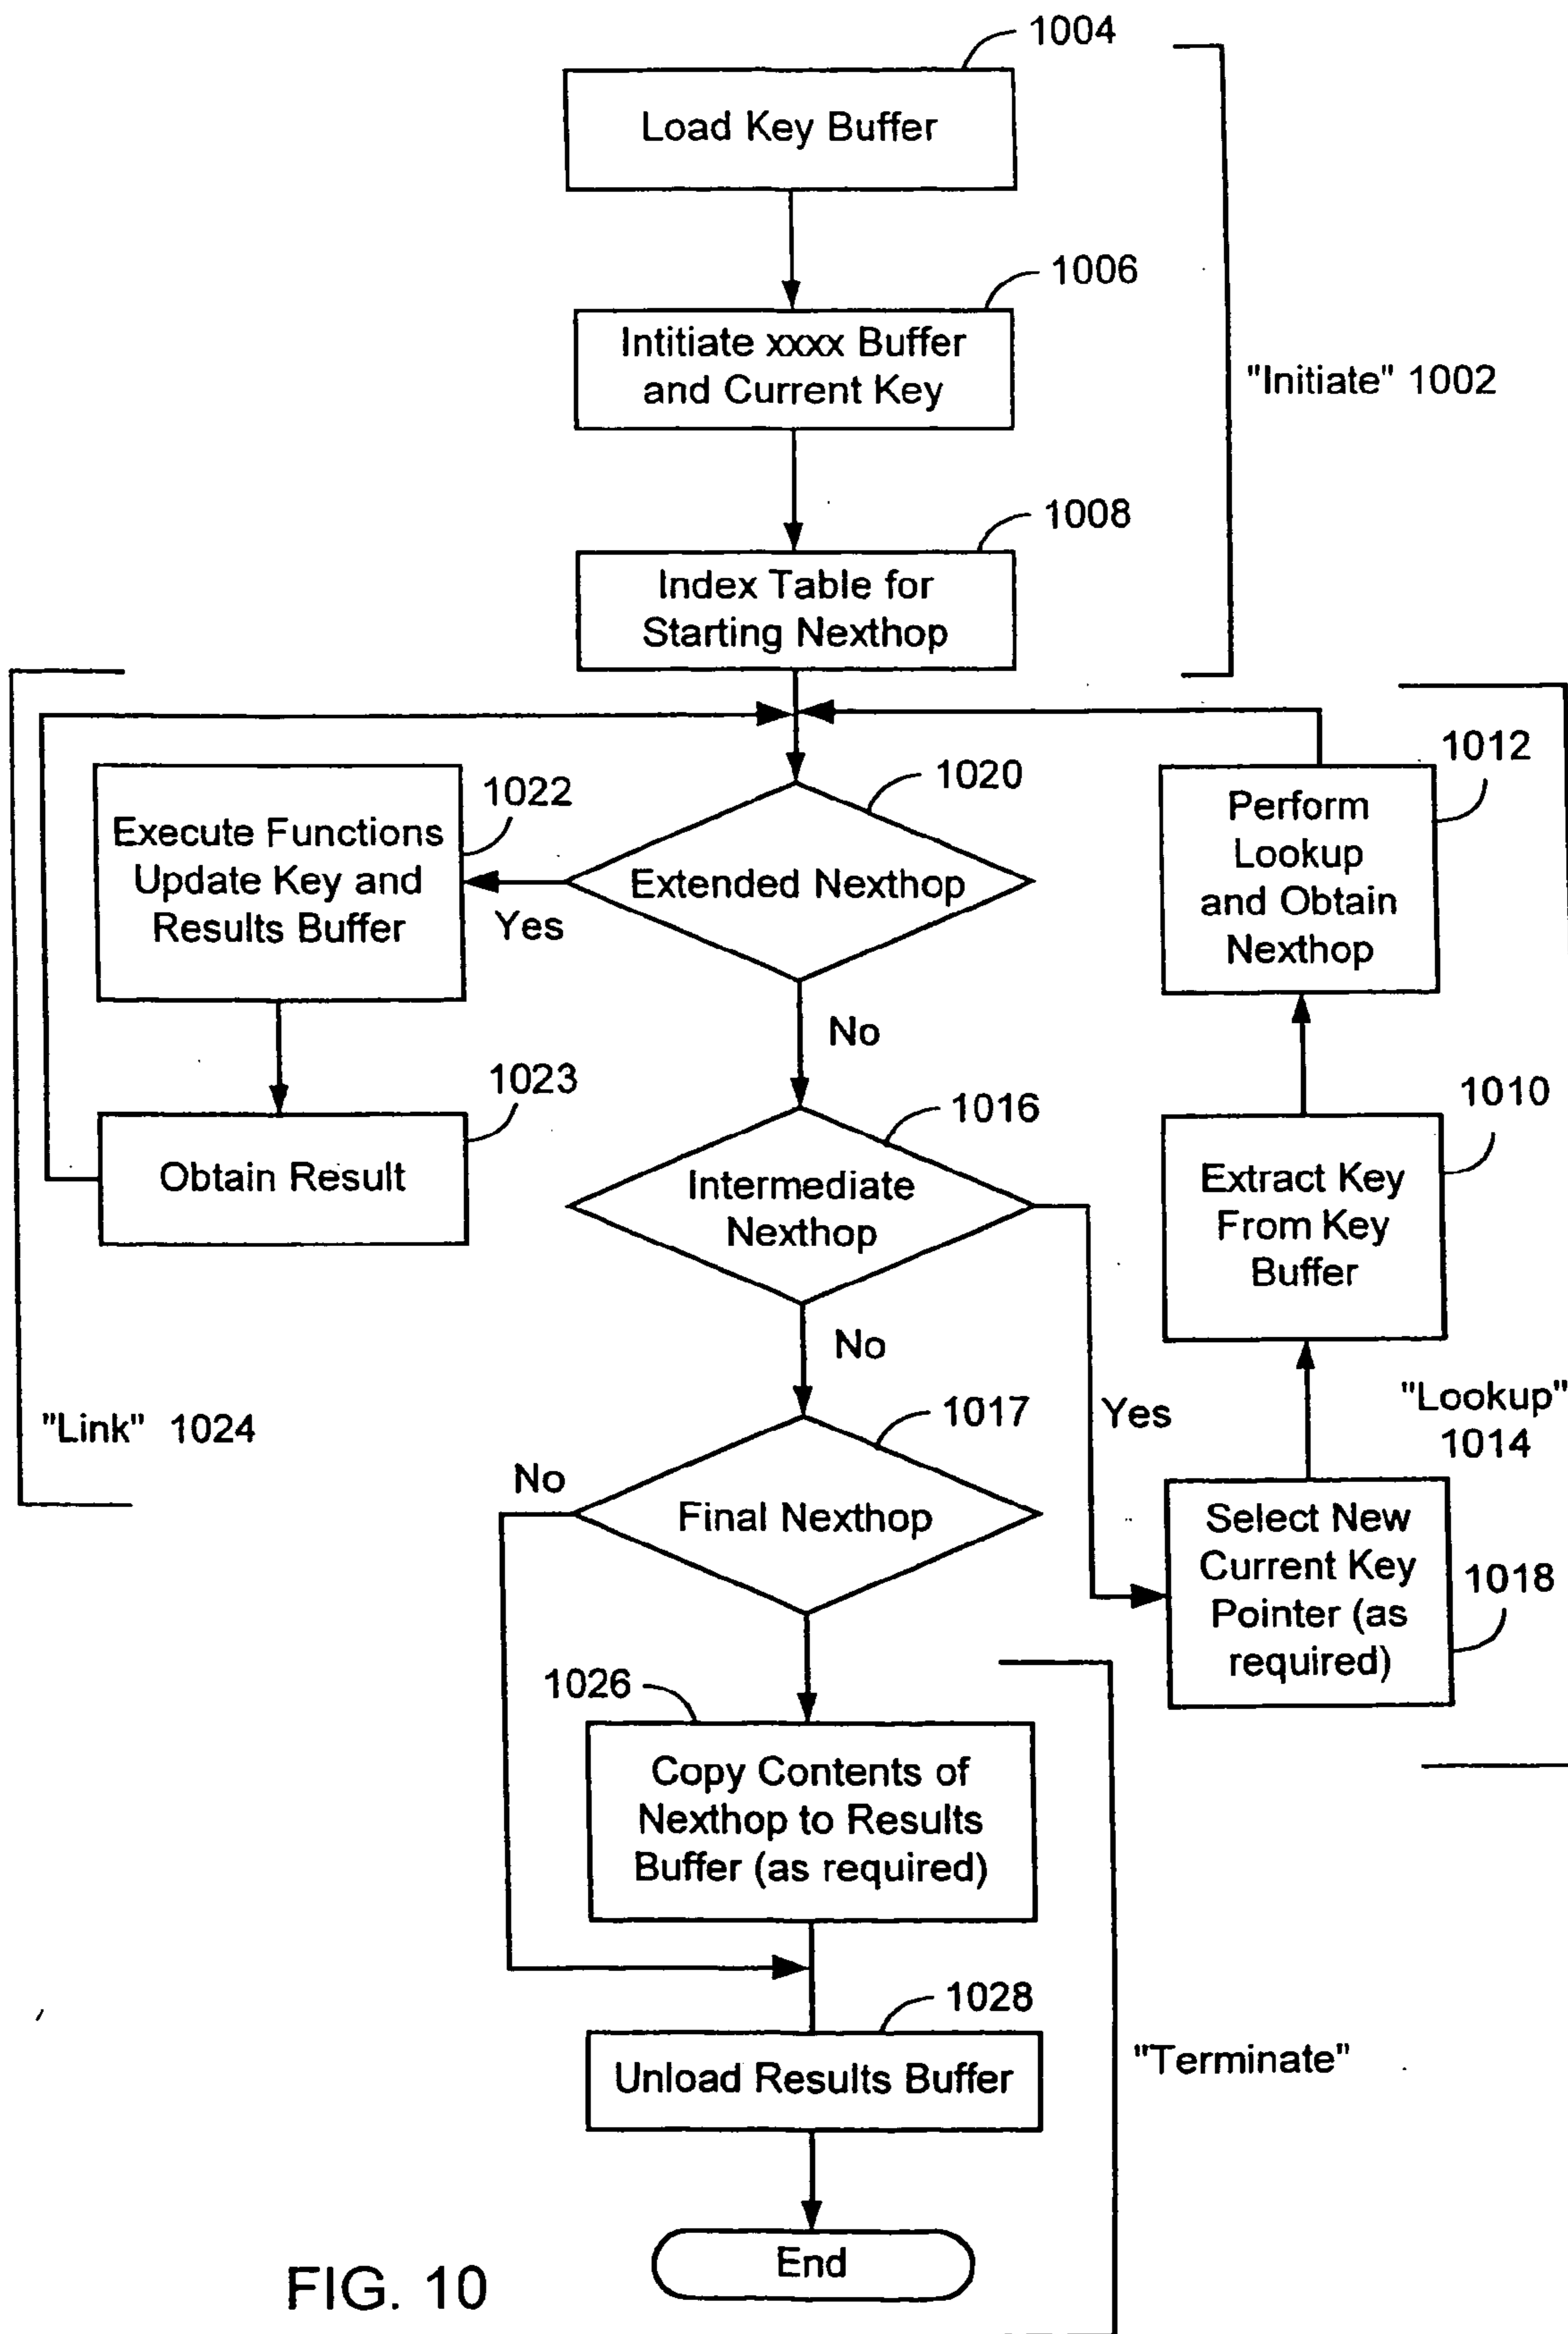 1004
Load Key Buffer
1006
Intitiate xxxx Buffer
and Current Key
"Initiate" 1002
1008
Index Table for
Starting Nexthop
1012
1020
1022
Perform
Lookup
and Obtain
Nexthop
Execute Functions
Update Key and
Results Buffer
Extended Nexthop
Yes
No
1023
1016
1010
Obtain Result
Intermediate
Nexthop
Extract Key
From Key
Buffer
No
"Link" 1024
1017
Yes
"Lookup"
1014
No
Final Nexthop
Select New
Current Key
Pointer (as
required)
1018
1026
Copy Contents of
Nexthop to Results
Buffer (as required)
1028
Unload Results Buffer
"Terminate"
End
FIG. 10